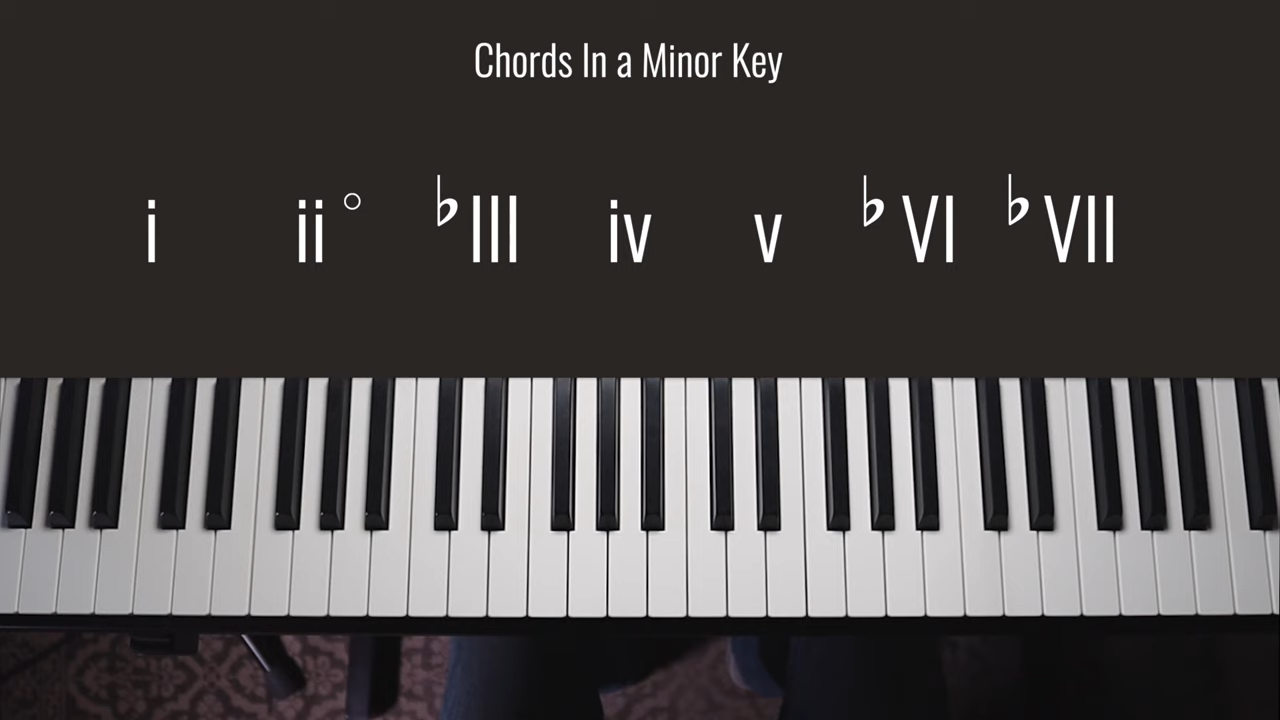 Chords In a Minor Key
i ii° ♭III iv v ♭VI ♭VII